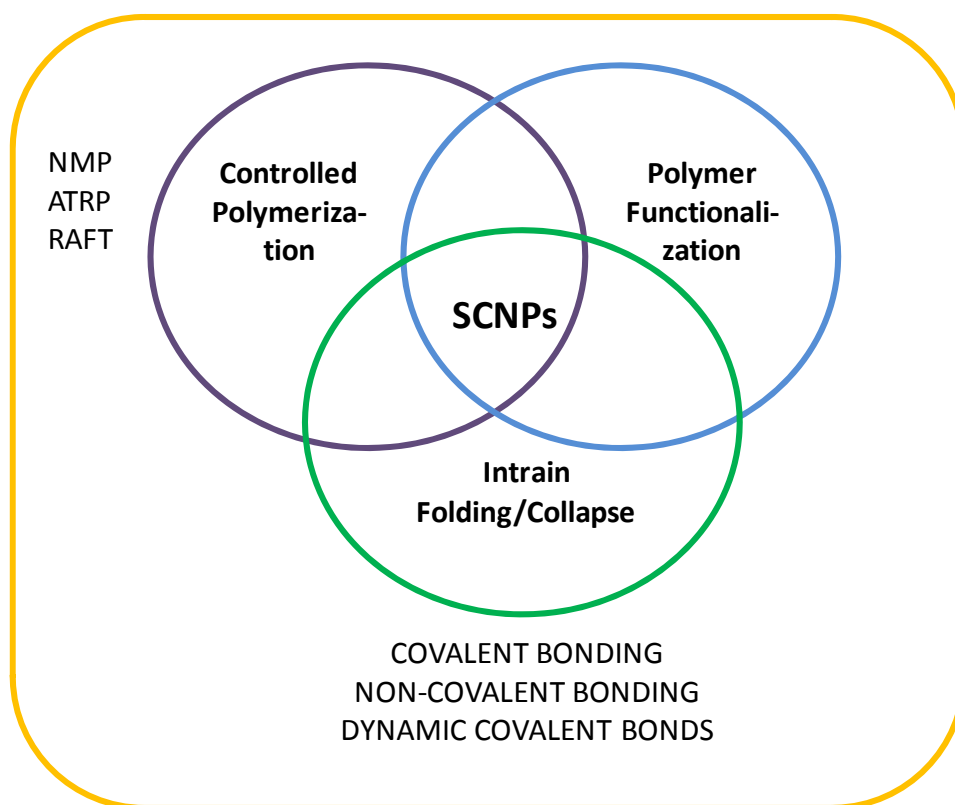 NMP
ATRP
RAFT
Controlled
Polymeriza-
tion
Polymer
Functionali-
zation
SCNPs
Intrain
Folding/Collapse
COVALENT BONDING
NON-COVALENT BONDING
DYNAMIC COVALENT BONDS